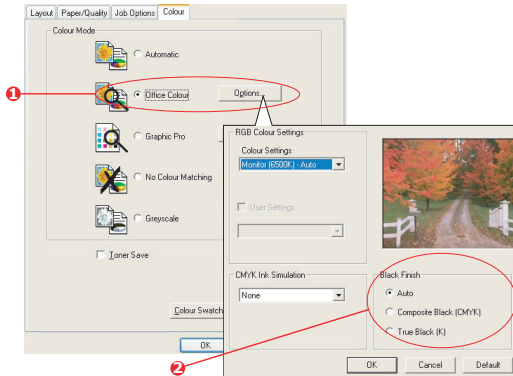 Layout Paper/Quality Job Options Colour
Colour Mode
Automatic
1
Office Colour
Options...
Graphic Pro
No Colour Matching
Greyscale
Toner Save
Colour Swatch
OK
RGB Colour Settings
Colour Settings
Monitor (6500K) - Auto
User Settings
CMYK Ink Simulation
None
Black Finish
Auto
Composite Black (CMYK)
True Black (K)
2
OK Cancel Default